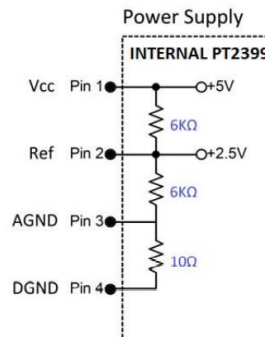 Power Supply
INTERNAL PT2399
Vcc Pin 1 +5V
6KΩ
Ref Pin 2 +2.5V
6KΩ
AGND Pin 3
10Ω
DGND Pin 4